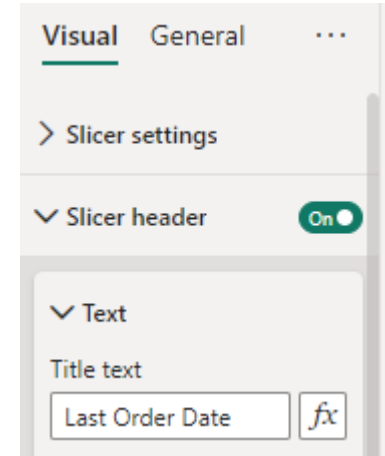 Visual General ...
Slicer settings
Slicer header On
Text
Title text
Last Order Date fx